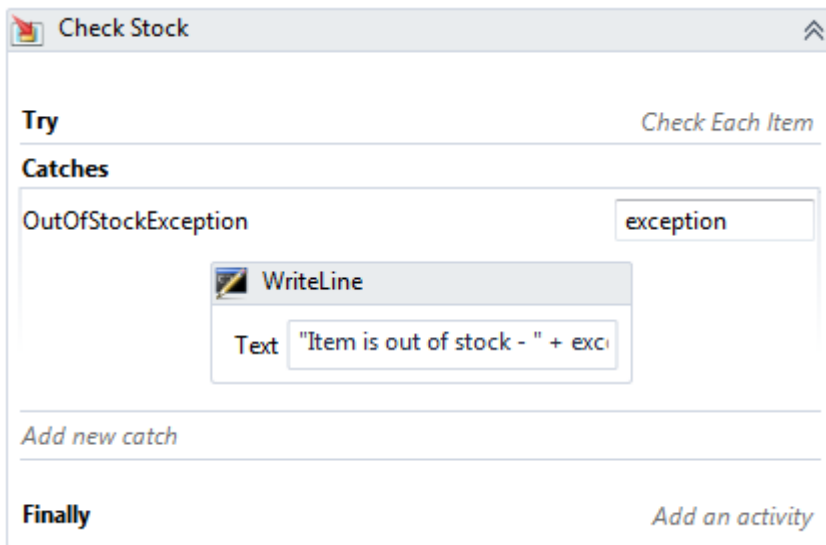 Check Stock
Try Check Each Item
Catches
OutOfStockException exception
WriteLine
Text "Item is out of stock - " + exc
Add new catch
Finally Add an activity